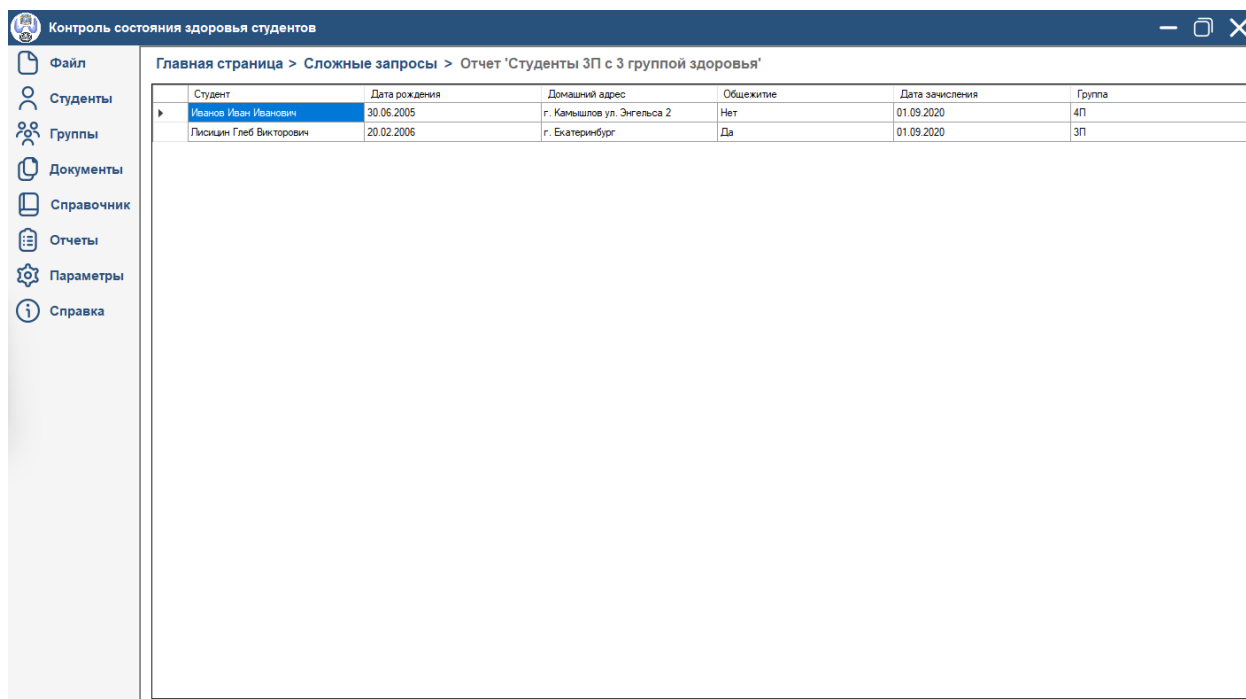 Контроль состояния здоровья студентов
Файл
Студенты
Группы
Документы
Справочник
Отчеты
Параметры
Справка
Главная страница > Сложные запросы > Отчет 'Студенты 3П с 3 группой здоровья'
Студент Дата рождения Домашний адрес Общежитие Дата зачисления Группа
Иванов Иван Иванович 30.06.2005 г. Камышлов ул. Энгельса 2 Нет 01.09.2020 4П
Лисицин Глеб Викторович 20.02.2006 г. Екатеринбург Да 01.09.2020 3П